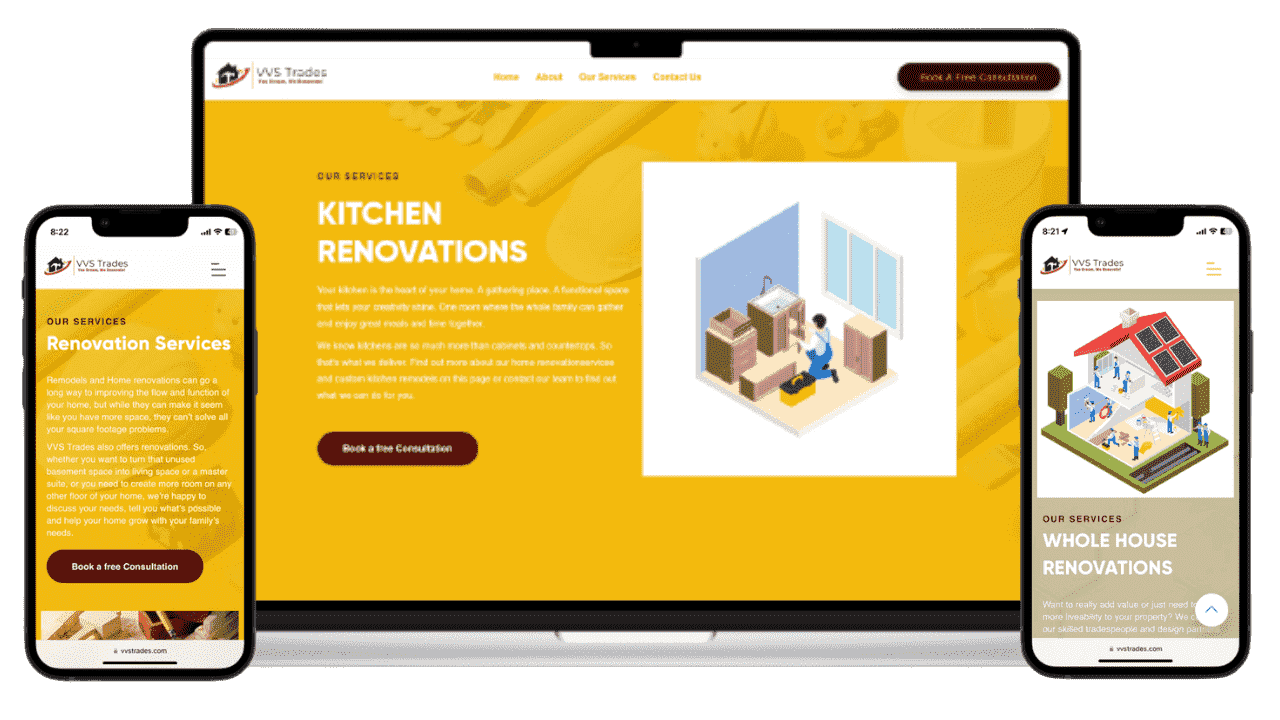 VVS Trades
You Dream, We Renovate!
Home About Our Services Contact Us
Book A Free Consultation
OUR SERVICES
KITCHEN
RENOVATIONS
Your kitchen is the heart of your home. A gathering place. A functional space
that lets your creativity shine. One room where the whole family can gather
and enjoy great meals and time together.
We know kitchens are so much more than cabinets and countertops. So
that's what we deliver. Find out more about our home renovationservices
and custom kitchen remodels on this page or contact our team to find out
what we can do for you.
Book a free Consultation
8:22
VVS Trades
You Dream, We Renovate!
OUR SERVICES
Renovation Services
Remodels and Home renovations can go a
long way to improving the flow and function of
your home, but while they can make it seem
like you have more space, they can't solve all
your square footage problems.
VVS Trades also offers renovations. So,
whether you want to turn that unused
basement space into living space or a master
suite, or you need to create more room on any
other floor of your home, we're happy to
discuss your needs, tell you what's possible
and help your home grow with your family's
needs.
Book a free Consultation
vvstrades.com
8:21
VVS Trades
You Dream, We Renovate!
OUR SERVICES
WHOLE HOUSE
RENOVATIONS
Want to really add value or just need
more liveability to your property? We
our skilled tradespeople and design
vvstrades.com